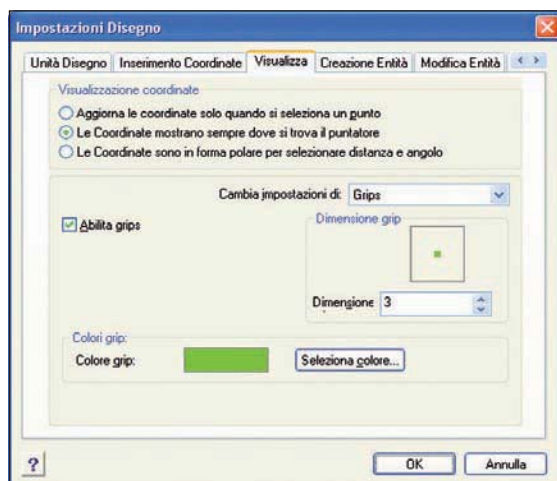 Impostazioni Disegno
Unità Disegno Inserimento Coordinate Visualizza Creazione Entità Modifica Entità
Visualizzazione coordinate
Aggiorna le coordinate solo quando si seleziona un punto
Le Coordinate mostrano sempre dove si trova il puntatore
Le Coordinate sono in forma polare per selezionare distanza e angolo
Cambia impostazioni di: Grips
Abilita grips
Dimensione grip
Dimensione 3
Colori grip:
Colore grip: Seleziona colore...
? OK Annulla